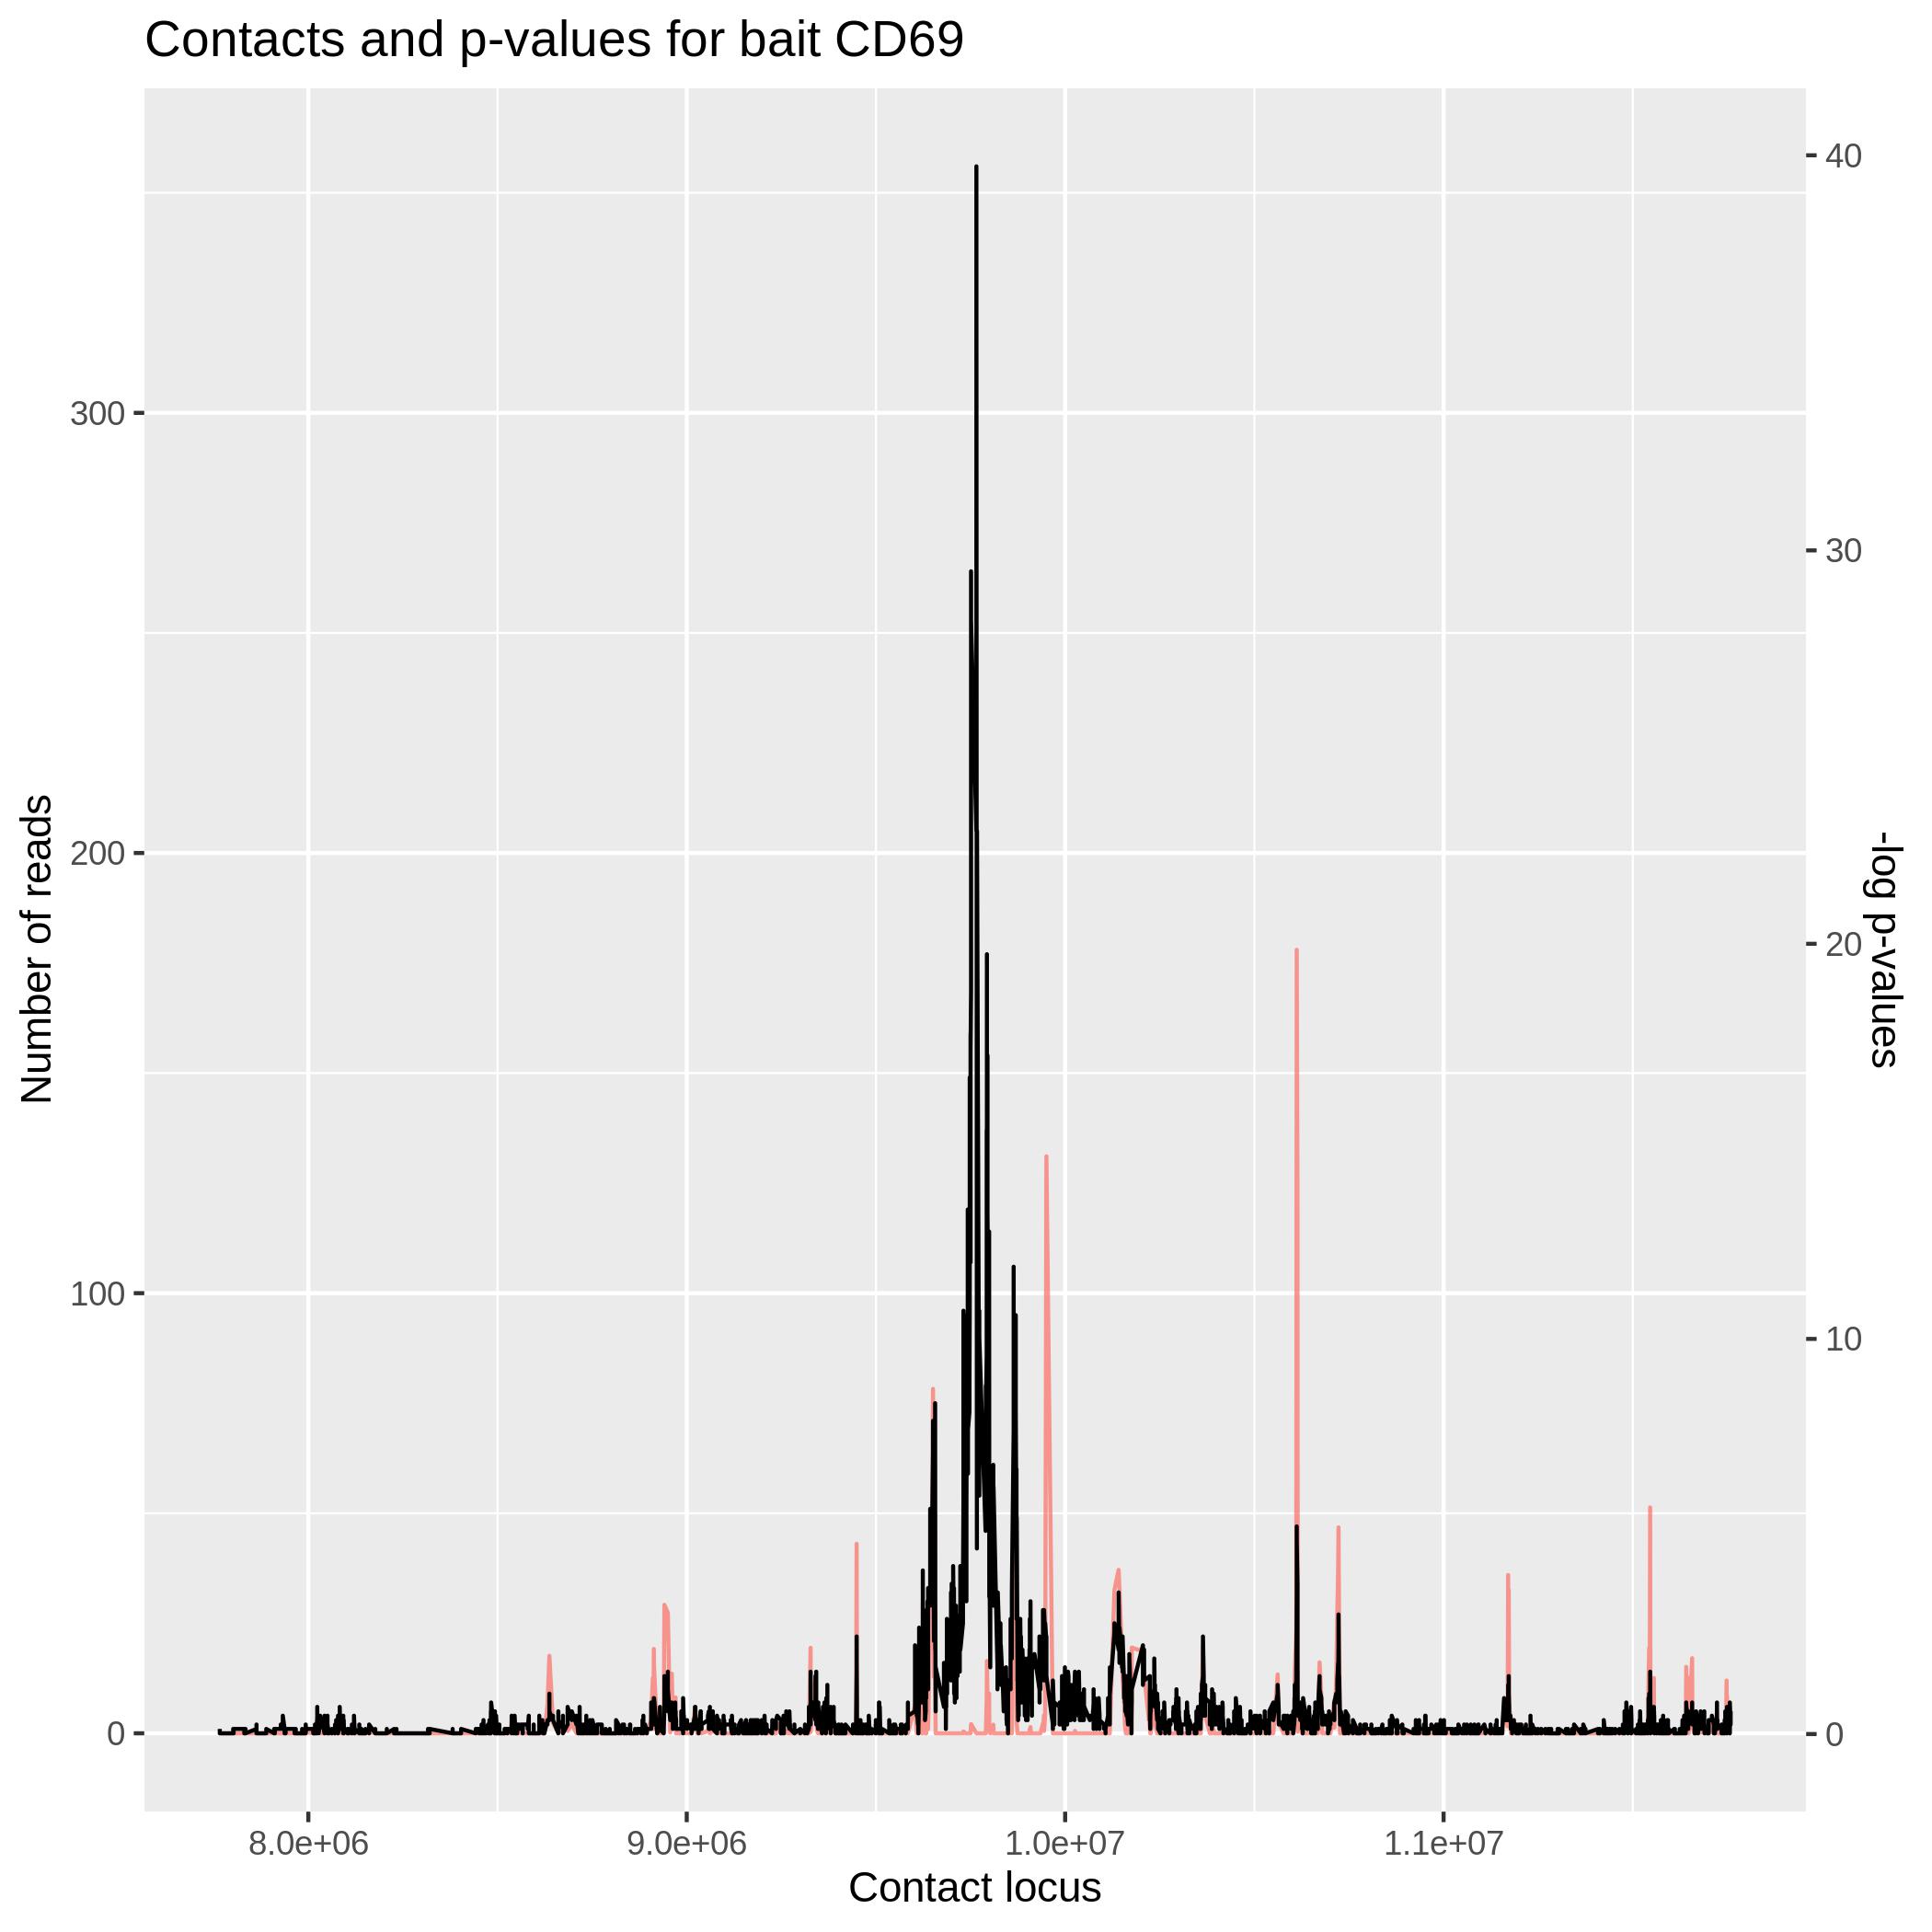 Contacts and p-values for bait CD69
40
300
30
200
20
100
10
0
0
Number of reads
-log p-values
8.0e+06
9.0e+06
1.0e+07
1.1e+07
Contact locus